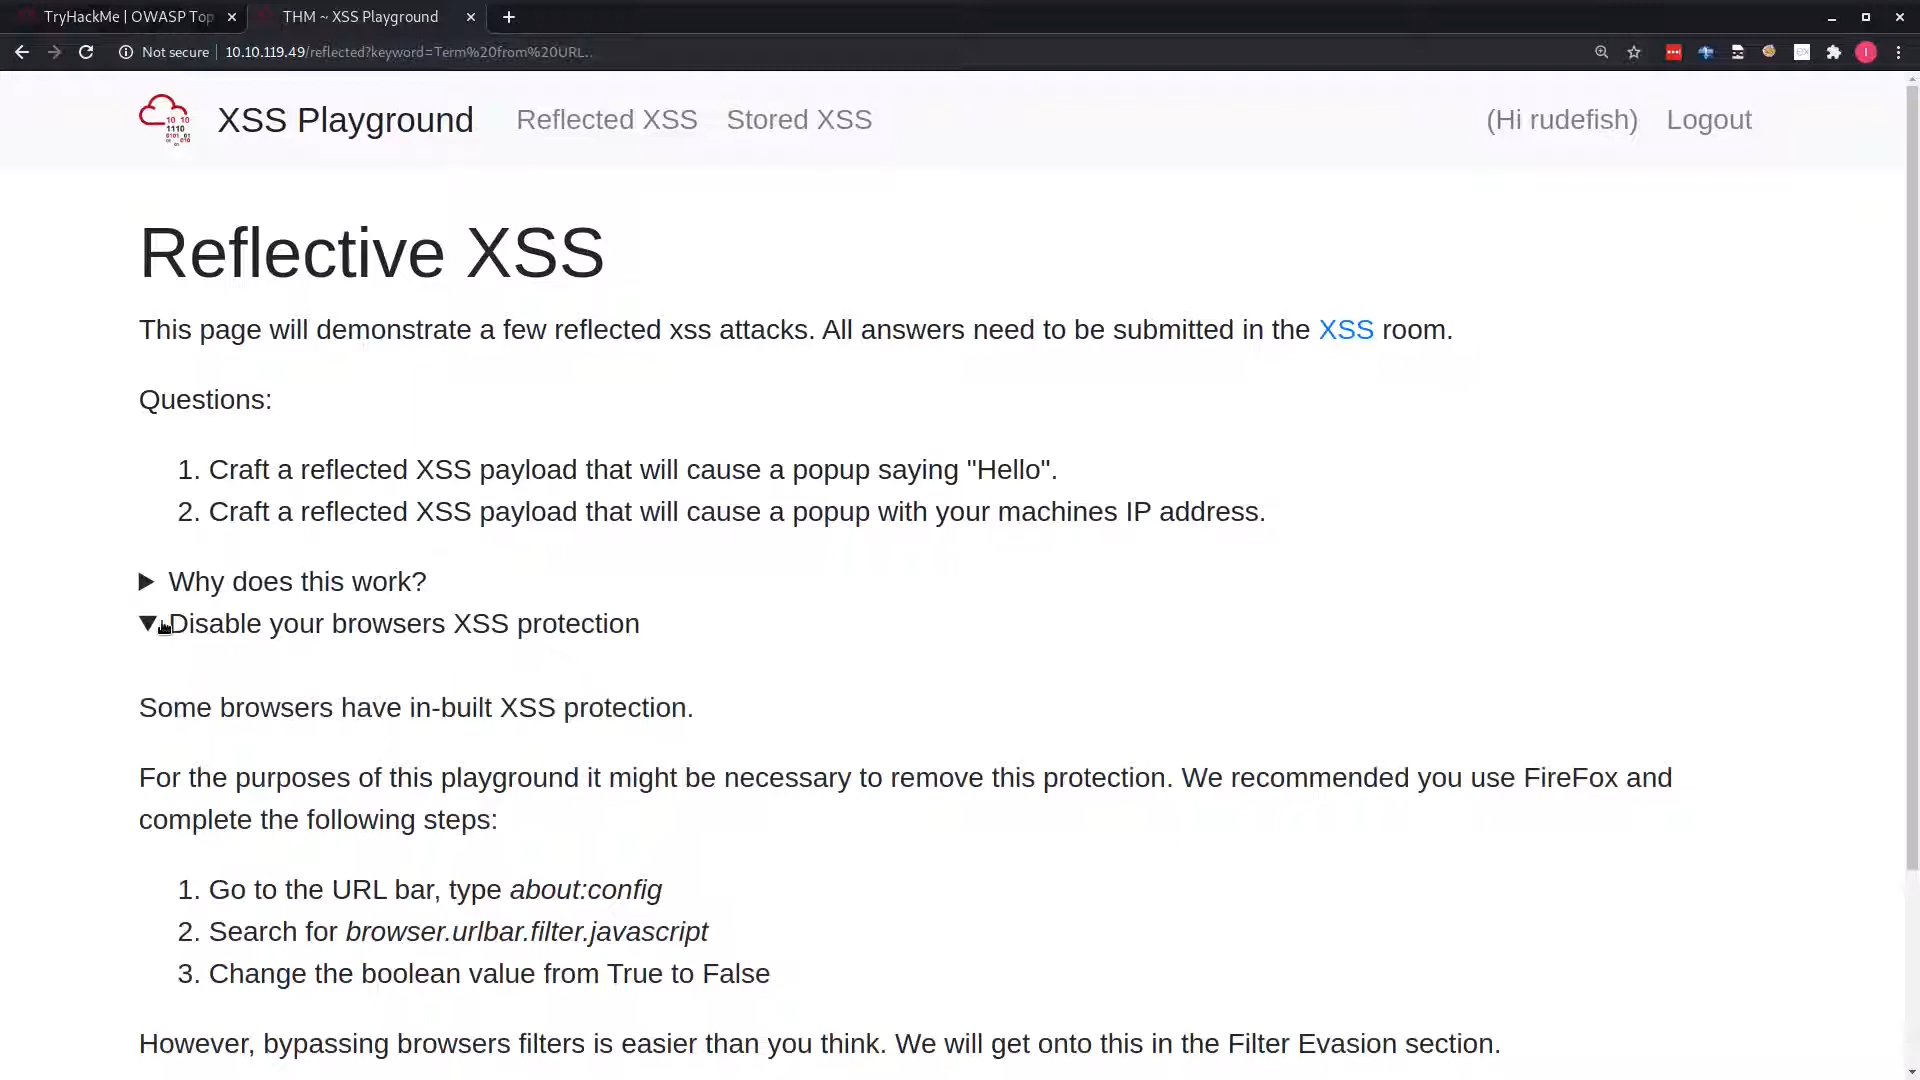 TryHackMe | OWASP Top
THM ~ XSS Playground
Not secure
10.10.119.49/reflected?keyword=Term%20from%20URL..
XSS Playground
Reflected XSS
Stored XSS
(Hi rudefish)
Logout
Reflective XSS
This page will demonstrate a few reflected xss attacks. All answers need to be submitted in the XSS room.
Questions:
1. Craft a reflected XSS payload that will cause a popup saying "Hello".
2. Craft a reflected XSS payload that will cause a popup with your machines IP address.
Why does this work?
Disable your browsers XSS protection
Some browsers have in-built XSS protection.
For the purposes of this playground it might be necessary to remove this protection. We recommended you use FireFox and
complete the following steps:
1. Go to the URL bar, type about:config
2. Search for browser.urlbar.filter.javascript
3. Change the boolean value from True to False
However, bypassing browsers filters is easier than you think. We will get onto this in the Filter Evasion section.